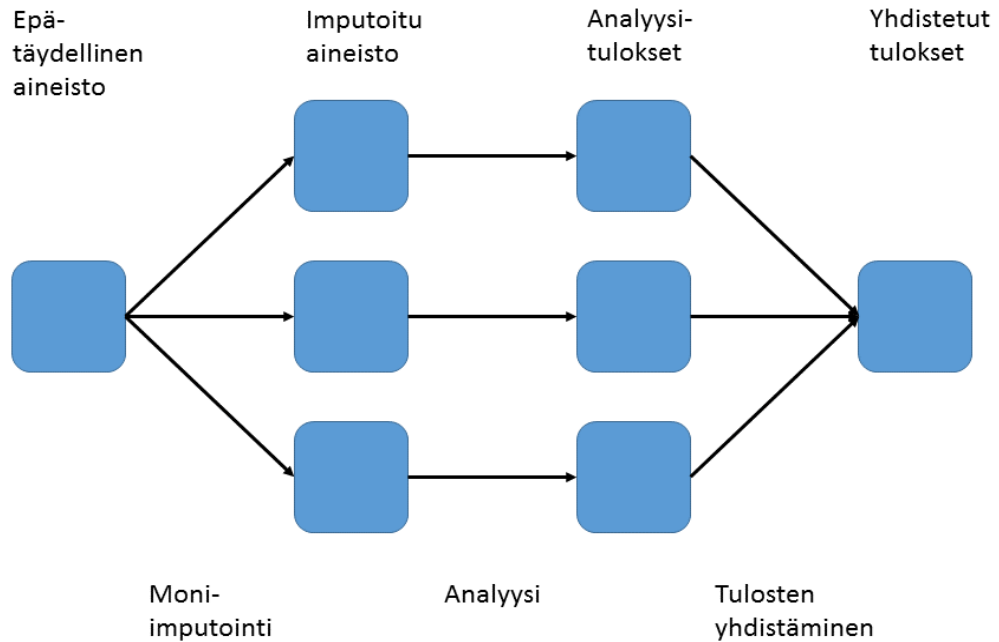 Epä-
täydellinen
aineisto
Imputoitu
aineisto
Analyysi-
tulokset
Yhdistetut
tulokset
Moni-
imputointi
Analyysi
Tulosten
yhdistäminen